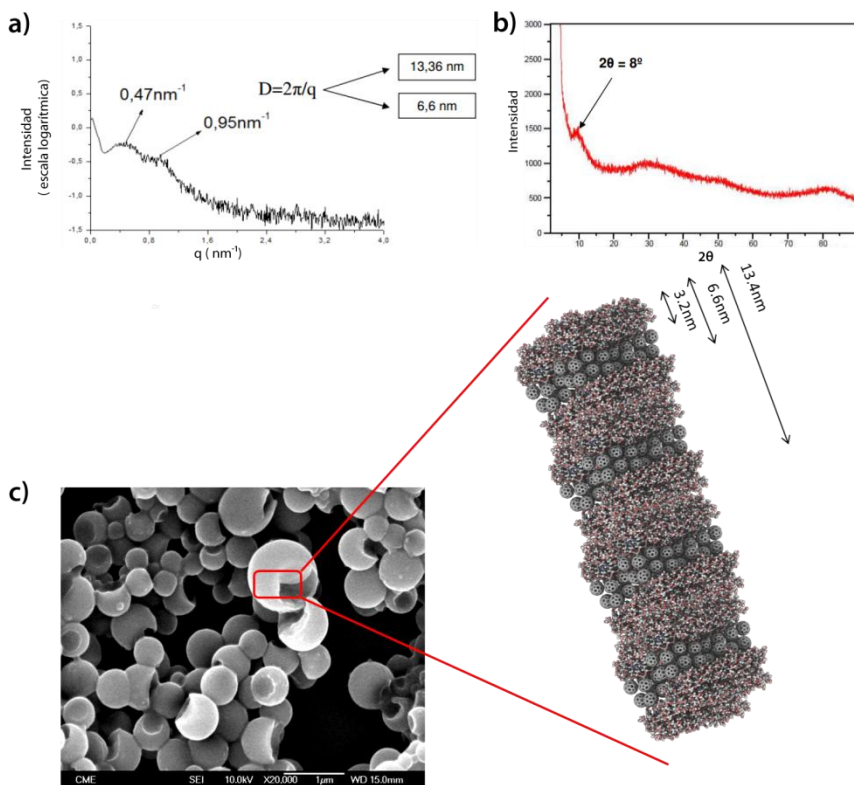 a)
1,5
1,0
0,5
0,0
-0,5
-1,0
-1,5
Intensidad
( escala logarítmica)
0,47nm⁻¹
0,95nm⁻¹
D=2π/q
13,36 nm
6,6 nm
0,0
0,8
1,6
2,4
3,2
4,0
q ( nm⁻¹)
b)
3000
2500
2000
1500
1000
500
0
Intensidad
2θ = 8º
10
20
30
40
50
60
70
80
2θ
3.2nm
6.6nm
13.4nm
c)
CME SEI 10.0kV X20,000 1μm WD 15.0mm